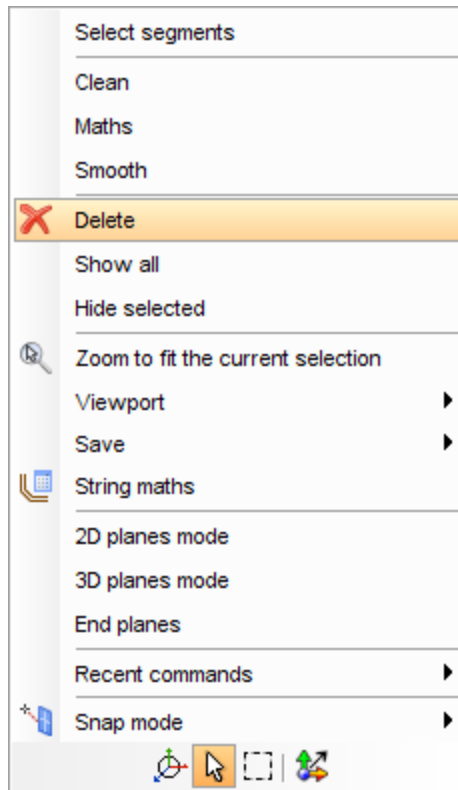 Select segments
Clean
Maths
Smooth
Delete
Show all
Hide selected
Zoom to fit the current selection
Viewport
Save
String maths
2D planes mode
3D planes mode
End planes
Recent commands
Snap mode